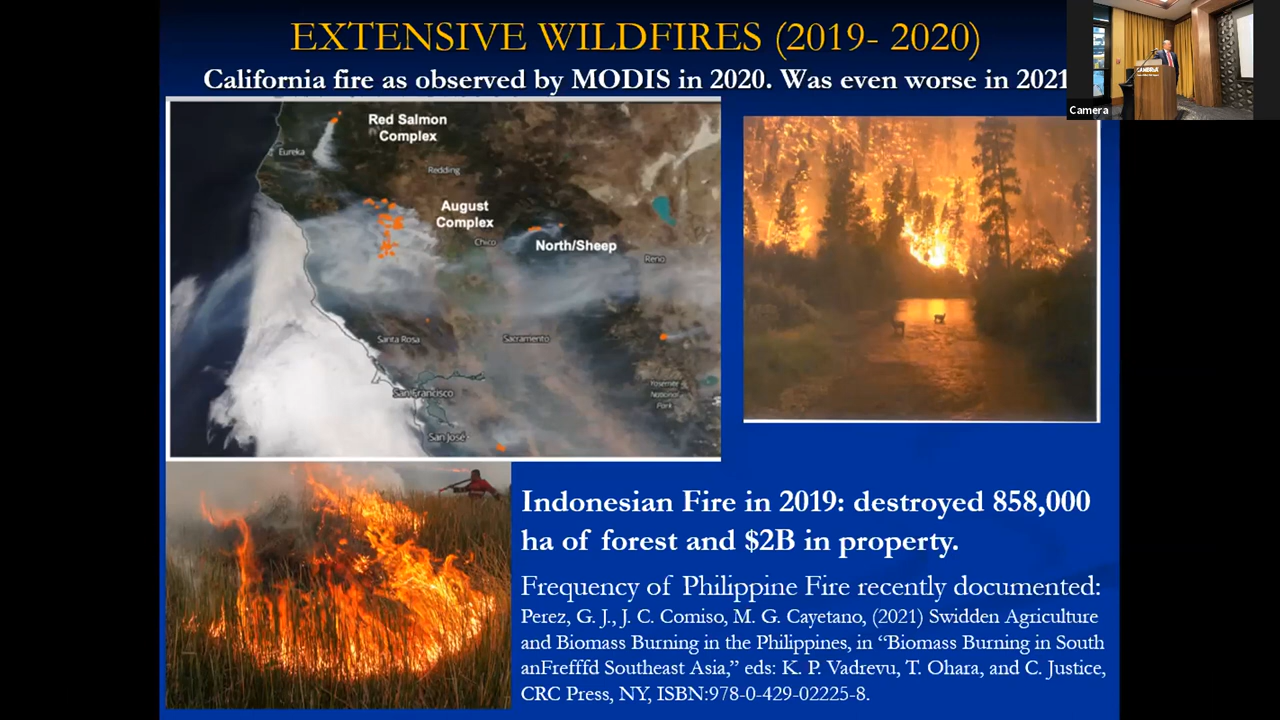 EXTENSIVE WILDFIRES (2019- 2020)
California fire as observed by MODIS in 2020. Was even worse in 2021
Camera
Red Salmon
Complex
Eureka
Redding
August
Complex
Chico
North/Sheep
Reno
Santa Rosa
Sacramento
Yosemite
National
Park
San Francisco
San José
Indonesian Fire in 2019: destroyed 858,000
ha of forest and $2B in property.
Frequency of Philippine Fire recently documented:
Perez, G. J., J. C. Comiso, M. G. Cayetano, (2021) Swidden Agriculture
and Biomass Burning in the Philippines, in “Biomass Burning in South
anFrefffd Southeast Asia,” eds: K. P. Vadrevu, T. Ohara, and C. Justice,
CRC Press, NY, ISBN:978-0-429-02225-8.